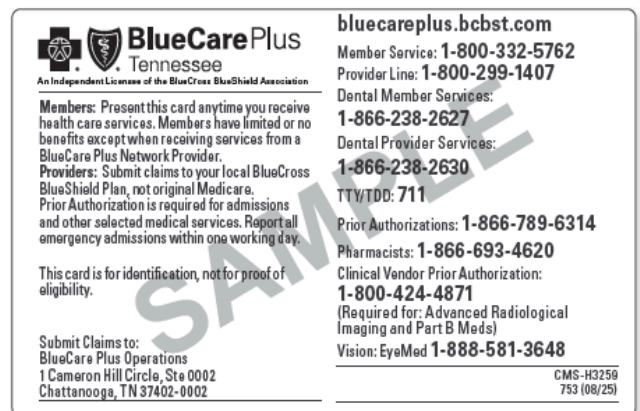 BlueCare Plus
Tennessee
An Independent Licensee of the BlueCross BlueShield Association
Members: Present this card anytime you receive
health care services. Members have limited or no
benefits except when receiving services from a
BlueCare Plus Network Provider.
Providers: Submit claims to your local BlueCross
BlueShield Plan, not original Medicare.
Prior Authorization is required for admissions
and other selected medical services. Report all
emergency admissions within one working day.
This card is for identification, not for proof of
eligibility.
Submit Claims to:
BlueCare Plus Operations
1 Cameron Hill Circle, Ste 0002
Chattanooga, TN 37402-0002
bluecareplus.bcbst.com
Member Service: 1-800-332-5762
Provider Line: 1-800-299-1407
Dental Member Services:
1-866-238-2627
Dental Provider Services:
1-866-238-2630
TTY/TDD: 711
Prior Authorizations: 1-866-789-6314
Pharmacists: 1-866-693-4620
Clinical Vendor Prior Authorization:
1-800-424-4871
(Required for: Advanced Radiological
Imaging and Part B Meds)
Vision: EyeMed 1-888-581-3648
CMS-H3259
753 (08/25)
SAMPLE